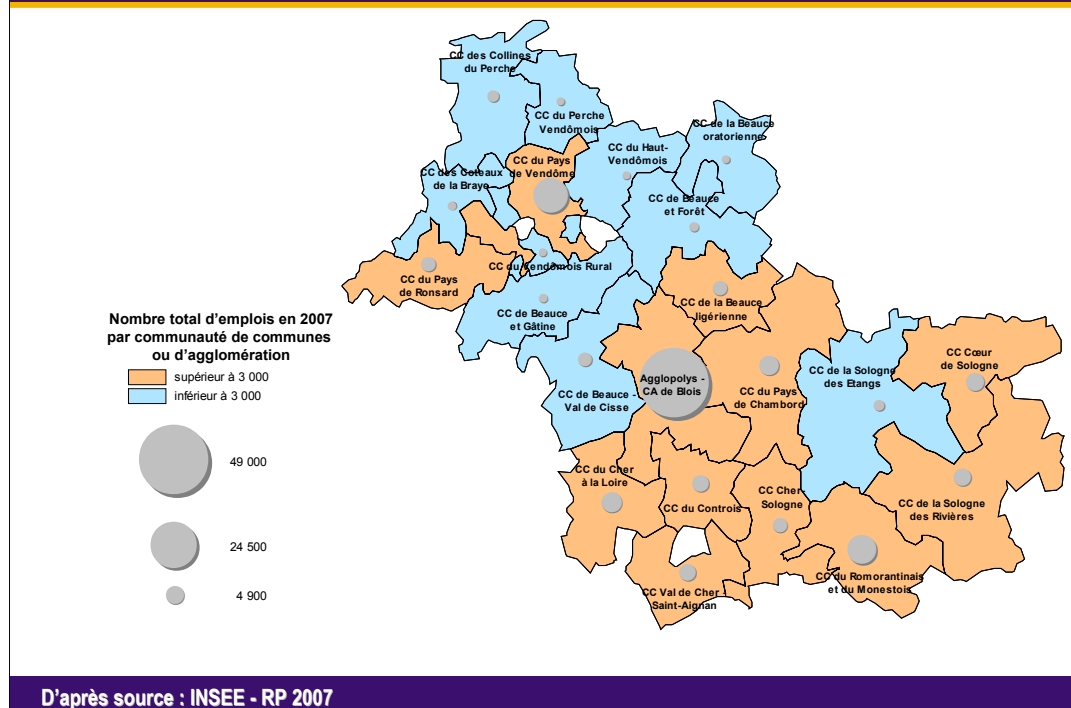 CC des Collines
du Perche
CC du Perche
Vendômois
CC de la Beauce
oratorienne
CC du Haut-
Vendômois
CC du Pays
de Vendôme
CC des Coteaux
de la Braye
CC de Beauce
et Forêt
CC du Vendômois Rural
CC du Pays
de Ronsard
CC de la Beauce
ligérienne
CC de Beauce
et Gâtine
Nombre total d'emplois en 2007
par communauté de communes
ou d'agglomération
supérieur à 3 000
inférieur à 3 000
49 000
24 500
4 900
CC Cœur
de Sologne
CC de la Sologne
des Etangs
Agglopolys -
CA de Blois
CC du Pays
de Chambord
CC de Beauce -
Val de Cisse
CC du Cher
à la Loire
CC du Controis
CC Cher-
Sologne
CC de la Sologne
des Rivières
CC du Romorantinais
et du Monestois
CC Val de Cher -
Saint-Aignan
D'après source : INSEE - RP 2007